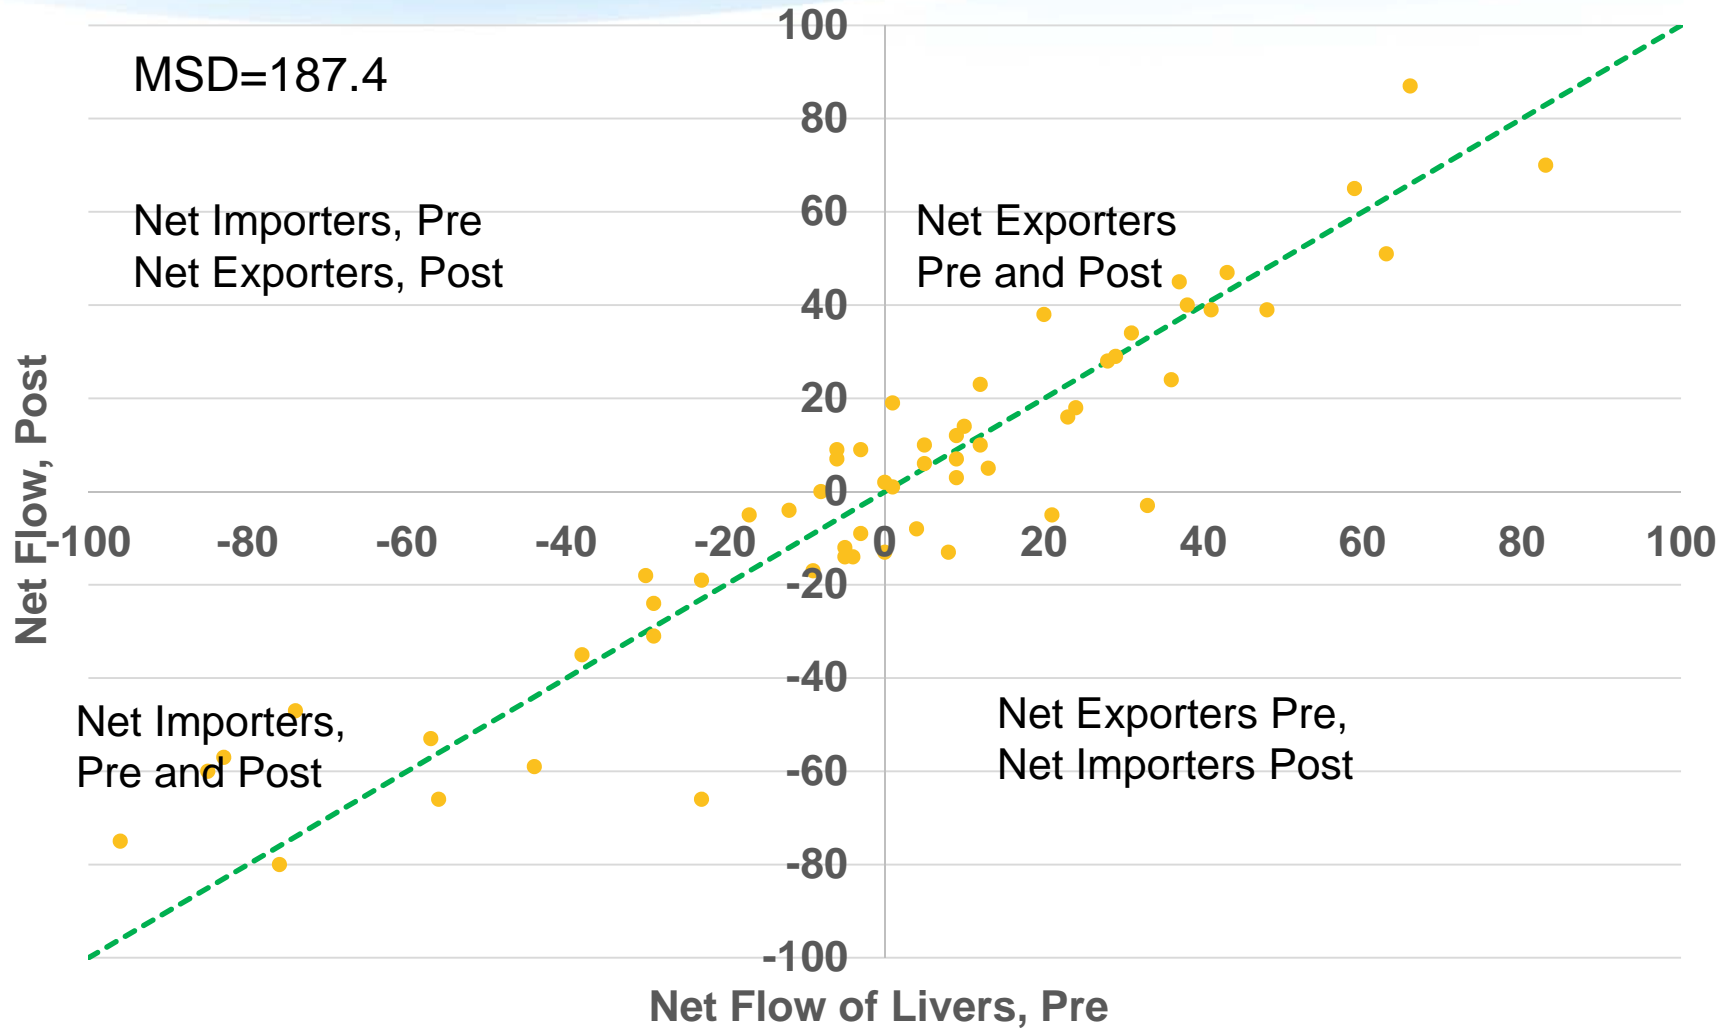 100
MSD=187.4
80
Net Importers, Pre
Net Exporters, Post
60
Net Exporters
Pre and Post
40
20
0
-100 -80 -60 -40 -20 0 20 40 60 80 100
-20
-40
Net Importers,
Pre and Post
Net Exporters Pre,
Net Importers Post
-60
-80
-100
Net Flow, Post
Net Flow of Livers, Pre